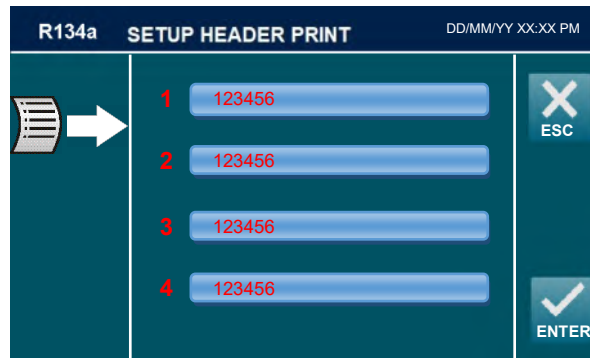 R134a SETUP HEADER PRINT DD/MM/YY XX:XX PM
1 123456
ESC
2 123456
3 123456
4 123456
ENTER